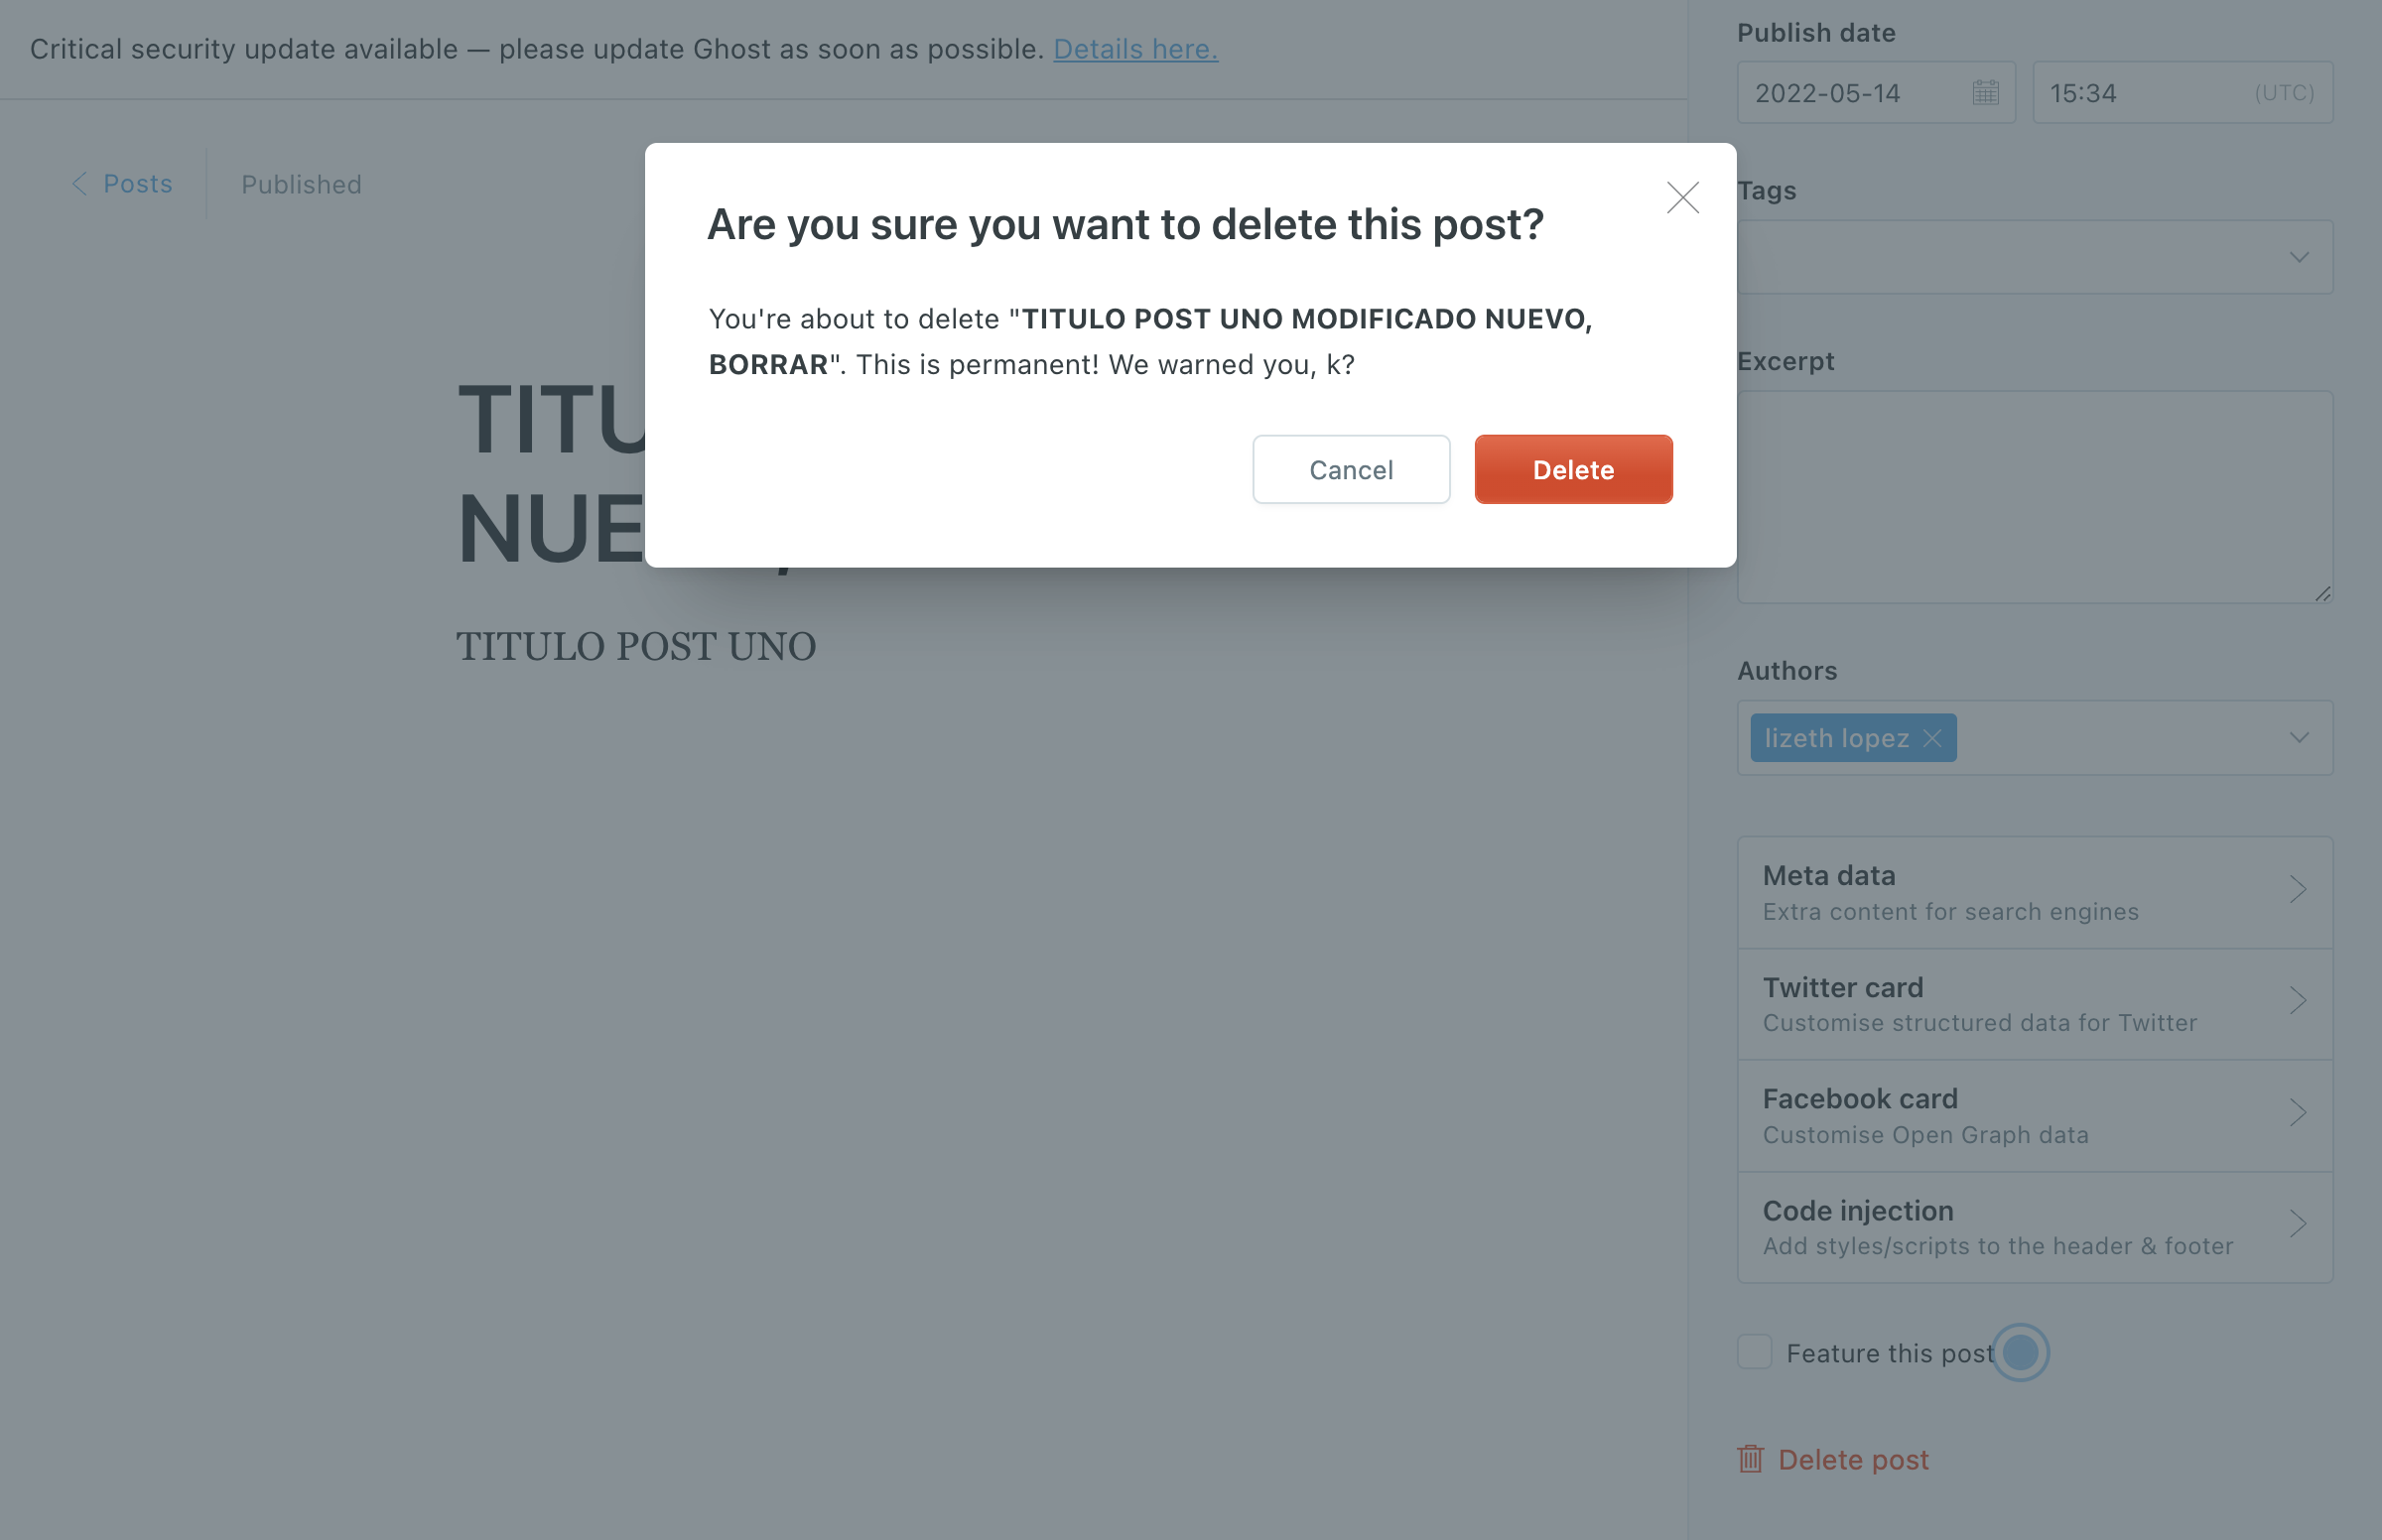 Critical security update available — please update Ghost as soon as possible. Details here.
Posts
Published
Are you sure you want to delete this post?
You're about to delete "TITULO POST UNO MODIFICADO NUEVO,
BORRAR". This is permanent! We warned you, k?
Cancel
Delete
TITULO POST UNO
Publish date
2022-05-14
15:34 (UTC)
Tags
Excerpt
Authors
lizeth lopez
Meta data
Extra content for search engines
Twitter card
Customise structured data for Twitter
Facebook card
Customise Open Graph data
Code injection
Add styles/scripts to the header & footer
Feature this post
Delete post